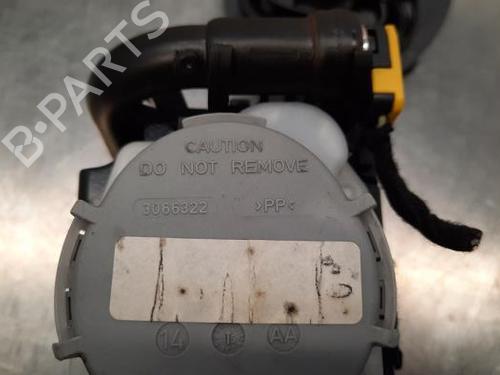 B-PARTS
CAUTION
DO NOT REMOVE
3066322 >PP<
14 AA